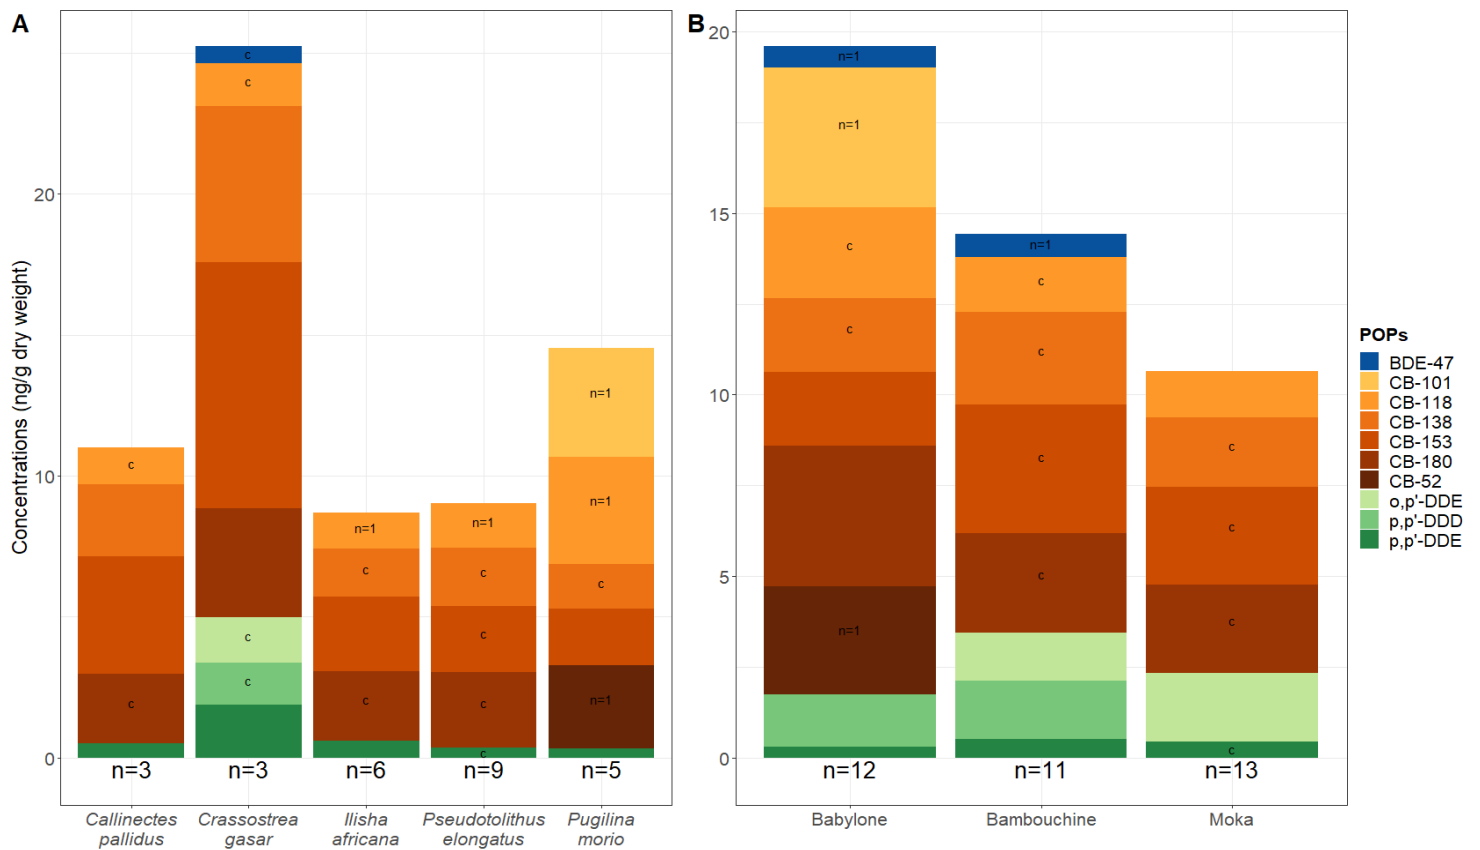 A
B
Concentrations (ng/g dry weight)
20
10
0
c
c
c
c
c
c
c
n=1
c
c
n=1
c
c
c
c
n=1
n=1
c
n=1
n=3
n=3
n=6
n=9
n=5
Callinectes
pallidus
Crassostrea
gasar
Ilisha
africana
Pseudotolithus
elongatus
Pugilina
morio
20
15
10
5
0
n=1
n=1
c
c
n=1
n=1
c
c
c
c
c
c
c
c
n=12
n=11
n=13
Babylone
Bambouchine
Moka
POPs
BDE-47
CB-101
CB-118
CB-138
CB-153
CB-180
CB-52
o,p'-DDE
p,p'-DDD
p,p'-DDE